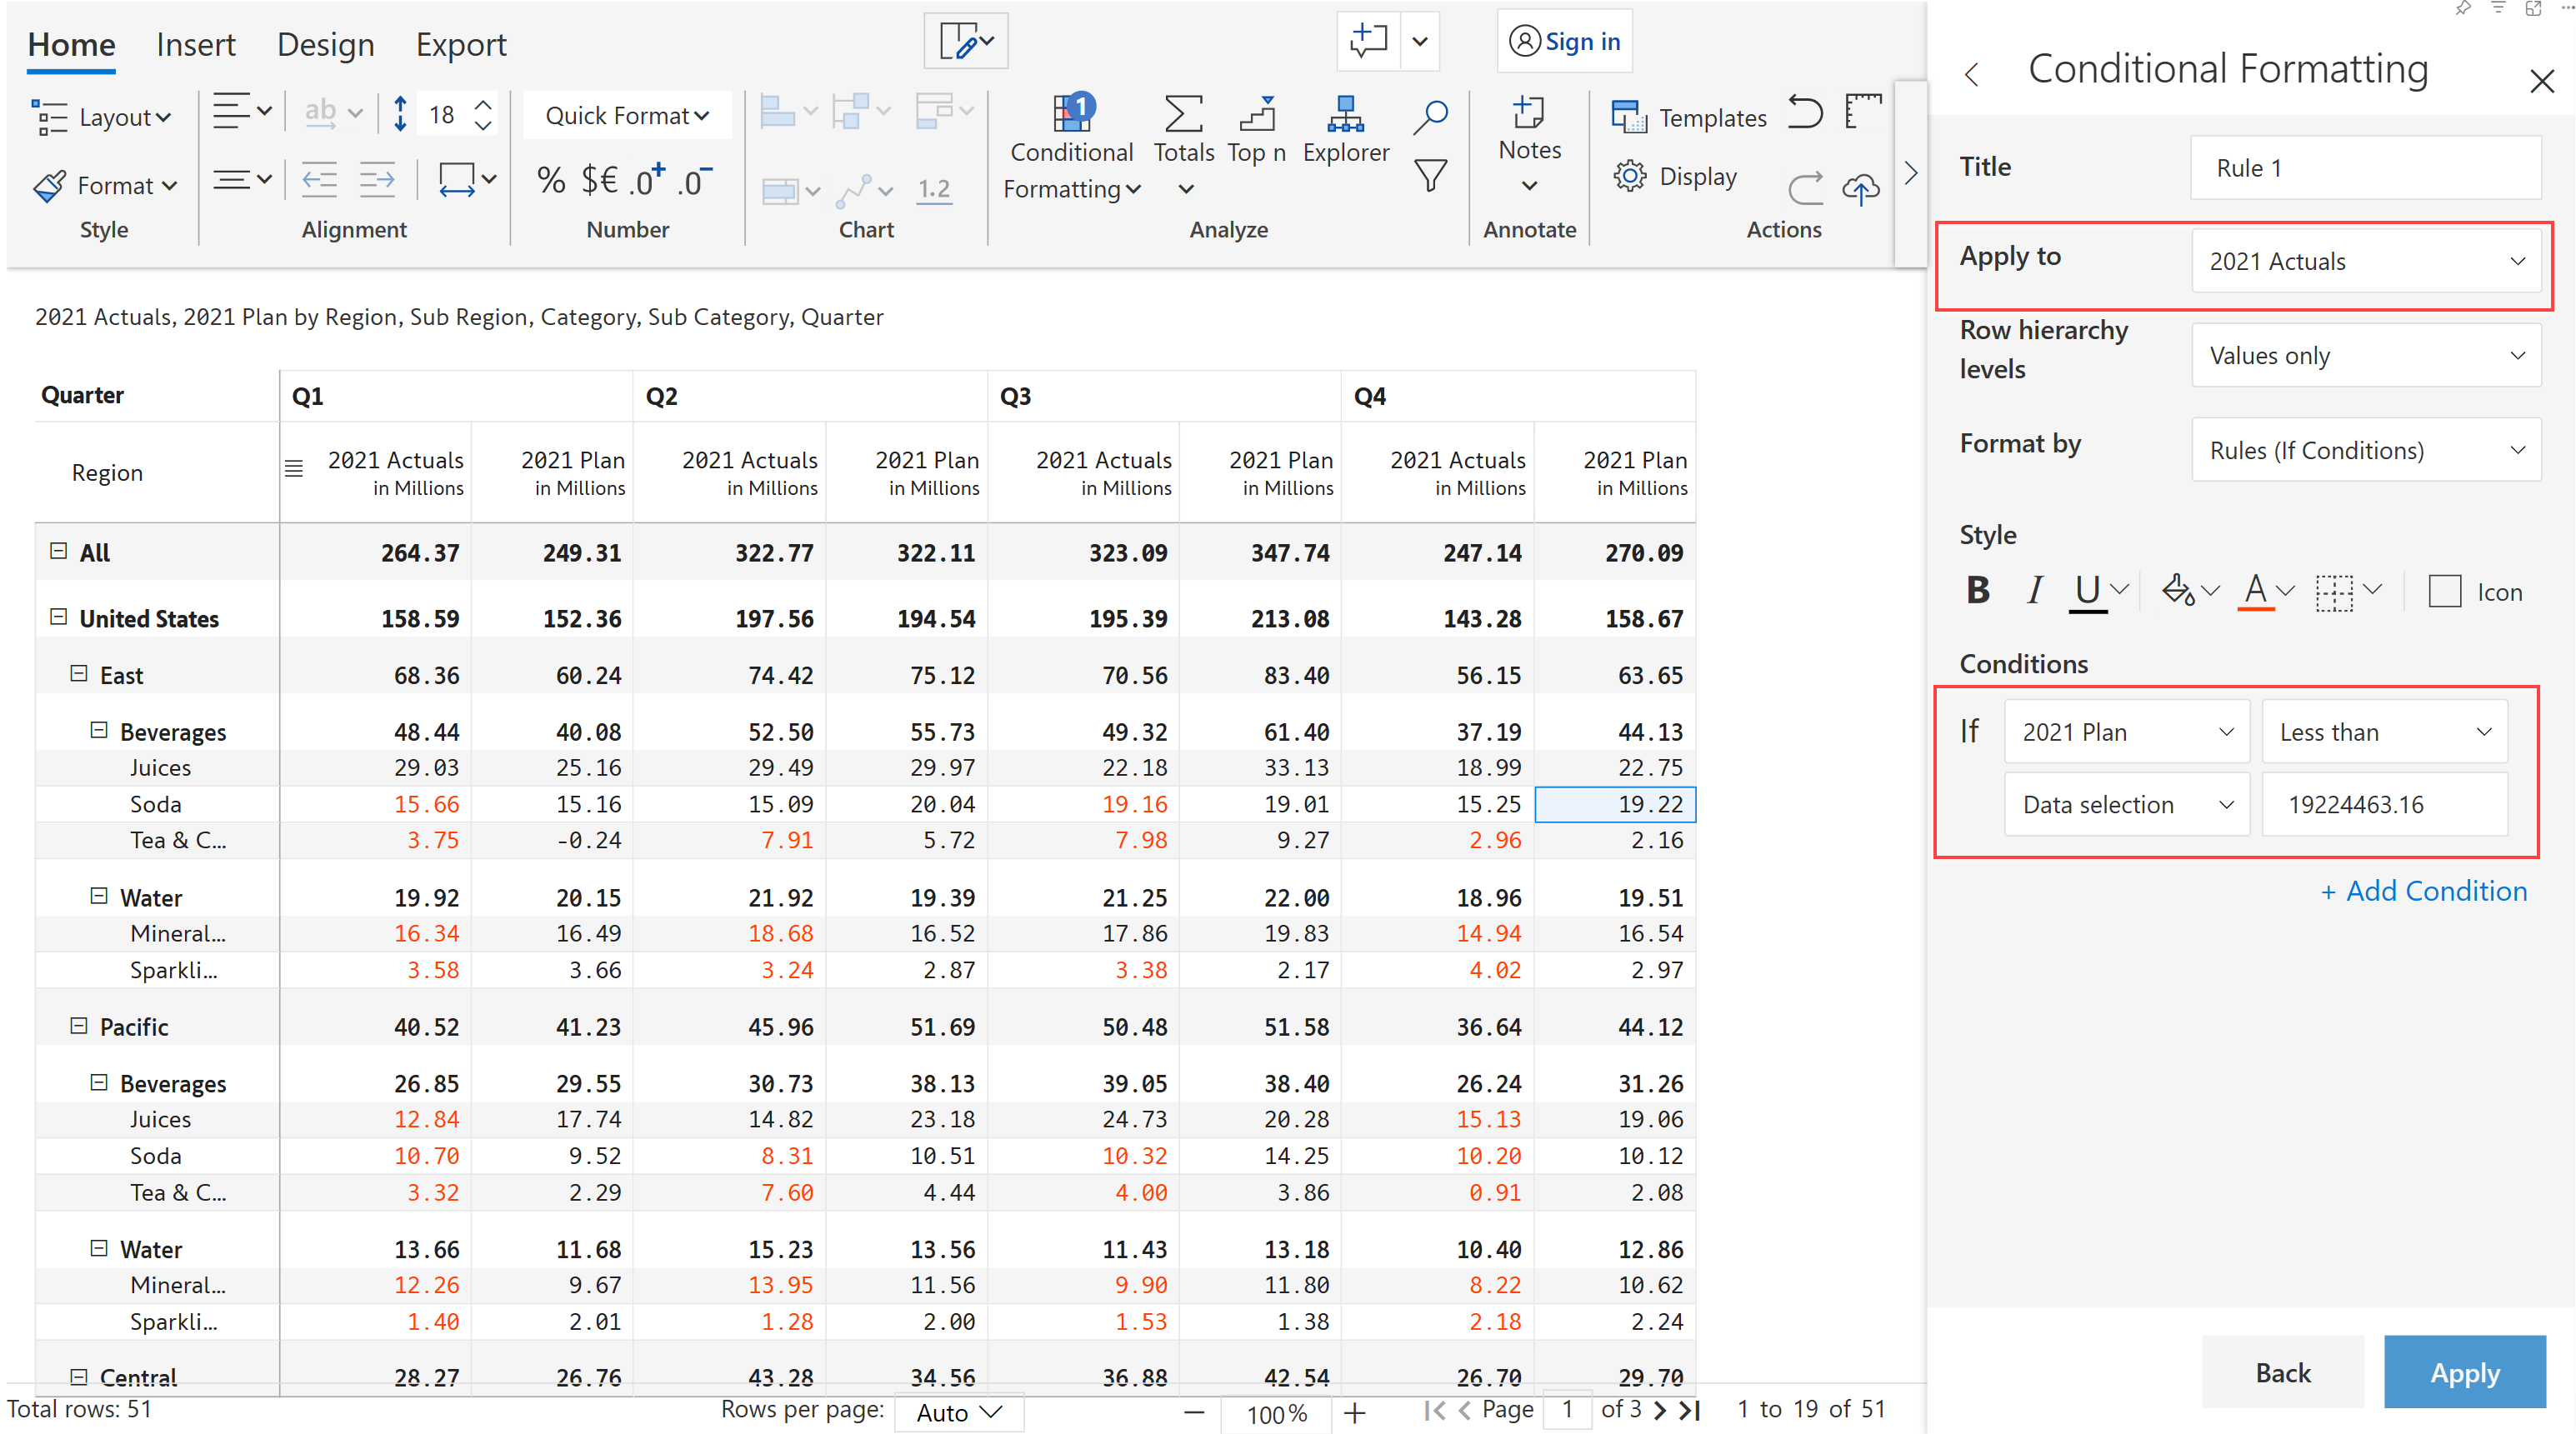 Home Insert Design Export
Sign in
Layout
ab
18
Quick Format
Format
% $€ .0+ .0-
1.2
1
Conditional Formatting
Totals
Top n
Explorer
Notes
Templates
Display
Style Alignment Number Chart Analyze Annotate Actions
2021 Actuals, 2021 Plan by Region, Sub Region, Category, Sub Category, Quarter
Quarter Q1 Q2 Q3 Q4
Region 2021 Actuals 2021 Plan 2021 Actuals 2021 Plan 2021 Actuals 2021 Plan 2021 Actuals 2021 Plan
in Millions in Millions in Millions in Millions in Millions in Millions in Millions in Millions
All 264.37 249.31 322.77 322.11 323.09 347.74 247.14 270.09
United States 158.59 152.36 197.56 194.54 195.39 213.08 143.28 158.67
East 68.36 60.24 74.42 75.12 70.56 83.40 56.15 63.65
Beverages 48.44 40.08 52.50 55.73 49.32 61.40 37.19 44.13
Juices 29.03 25.16 29.49 29.97 22.18 33.13 18.99 22.75
Soda 15.66 15.16 15.09 20.04 19.16 19.01 15.25 19.22
Tea & C... 3.75 -0.24 7.91 5.72 7.98 9.27 2.96 2.16
Water 19.92 20.15 21.92 19.39 21.25 22.00 18.96 19.51
Mineral... 16.34 16.49 18.68 16.52 17.86 19.83 14.94 16.54
Sparkli... 3.58 3.66 3.24 2.87 3.38 2.17 4.02 2.97
Pacific 40.52 41.23 45.96 51.69 50.48 51.58 36.64 44.12
Beverages 26.85 29.55 30.73 38.13 39.05 38.40 26.24 31.26
Juices 12.84 17.74 14.82 23.18 24.73 20.28 15.13 19.06
Soda 10.70 9.52 8.31 10.51 10.32 14.25 10.20 10.12
Tea & C... 3.32 2.29 7.60 4.44 4.00 3.86 0.91 2.08
Water 13.66 11.68 15.23 13.56 11.43 13.18 10.40 12.86
Mineral... 12.26 9.67 13.95 11.56 9.90 11.80 8.22 10.62
Sparkli... 1.40 2.01 1.28 2.00 1.53 1.38 2.18 2.24
Central 28.27 26.76 43.28 34.56 36.88 42.54 26.70 29.70
Total rows: 51 Rows per page: Auto 100% Page 1 of 3 1 to 19 of 51
Conditional Formatting
Title Rule 1
Apply to 2021 Actuals
Row hierarchy
levels
Values only
Format by Rules (If Conditions)
Style
B I U A Icon
Conditions
If 2021 Plan Less than
Data selection 19224463.16
+ Add Condition
Back Apply